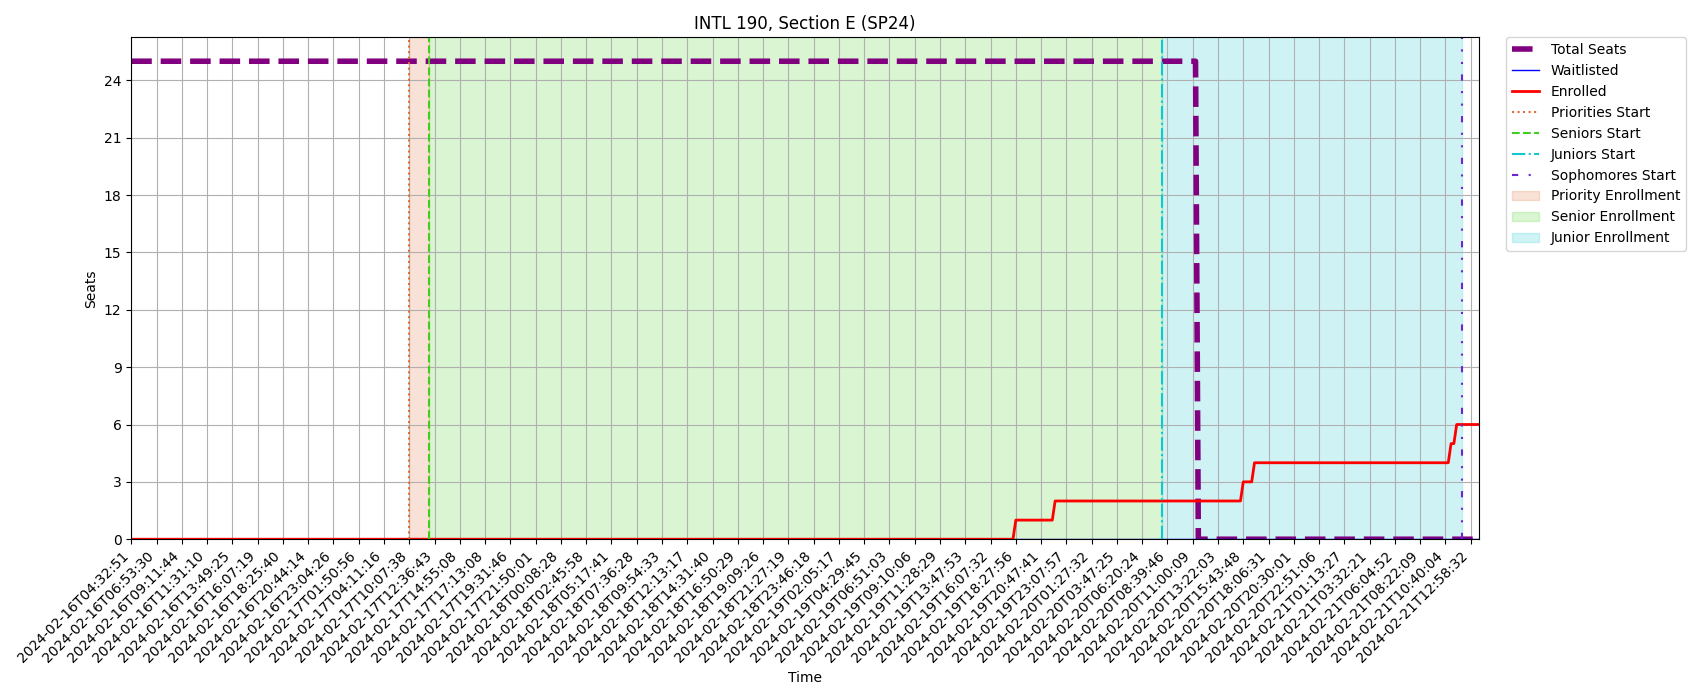 INTL 190, Section E (SP24)
Seats
24
21
18
15
12
9
6
3
0
2024-02-16T04:32:51
2024-02-16T06:53:30
2024-02-16T09:11:44
2024-02-16T11:31:10
2024-02-16T13:49:25
2024-02-16T16:07:19
2024-02-16T18:25:40
2024-02-16T20:44:14
2024-02-16T23:04:26
2024-02-17T01:50:56
2024-02-17T04:11:16
2024-02-17T10:07:38
2024-02-17T12:36:43
2024-02-17T14:55:08
2024-02-17T17:13:08
2024-02-17T19:31:46
2024-02-17T21:50:01
2024-02-18T00:08:28
2024-02-18T02:45:58
2024-02-18T05:17:41
2024-02-18T07:36:28
2024-02-18T09:54:33
2024-02-18T12:13:17
2024-02-18T14:31:40
2024-02-18T16:50:29
2024-02-18T19:09:26
2024-02-18T21:27:19
2024-02-18T23:46:18
2024-02-19T02:05:17
2024-02-19T04:29:45
2024-02-19T06:51:03
2024-02-19T09:10:06
2024-02-19T11:28:29
2024-02-19T13:47:53
2024-02-19T16:07:32
2024-02-19T18:27:56
2024-02-19T20:47:41
2024-02-19T23:07:57
2024-02-20T01:27:32
2024-02-20T03:47:25
2024-02-20T06:20:24
2024-02-20T08:39:46
2024-02-20T11:00:09
2024-02-20T13:22:03
2024-02-20T15:43:48
2024-02-20T18:06:31
2024-02-20T20:30:01
2024-02-20T22:51:06
2024-02-21T01:13:27
2024-02-21T03:32:21
2024-02-21T06:04:52
2024-02-21T08:22:09
2024-02-21T10:40:04
2024-02-21T12:58:32
Time
Total Seats
Waitlisted
Enrolled
Priorities Start
Seniors Start
Juniors Start
Sophomores Start
Priority Enrollment
Senior Enrollment
Junior Enrollment